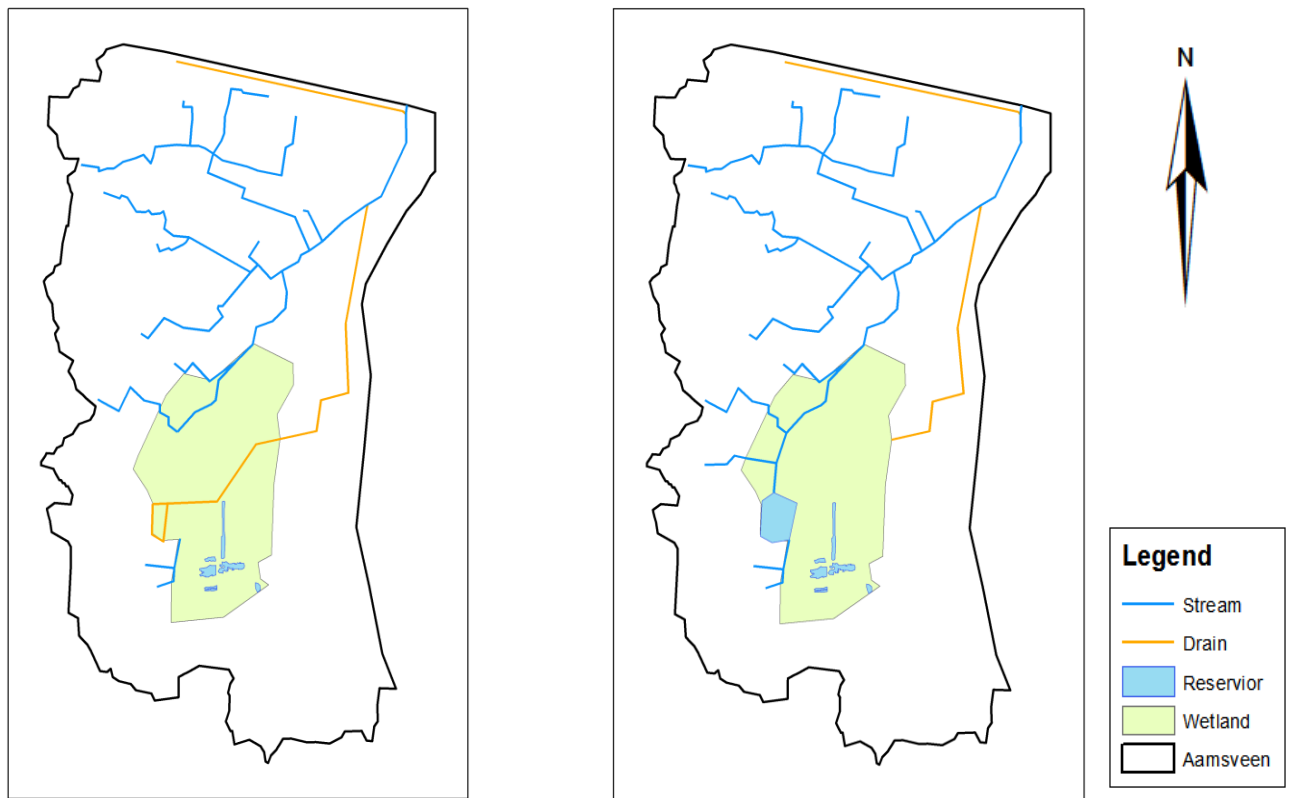 N
Legend
Stream
Drain
Reservior
Wetland
Aamsveen